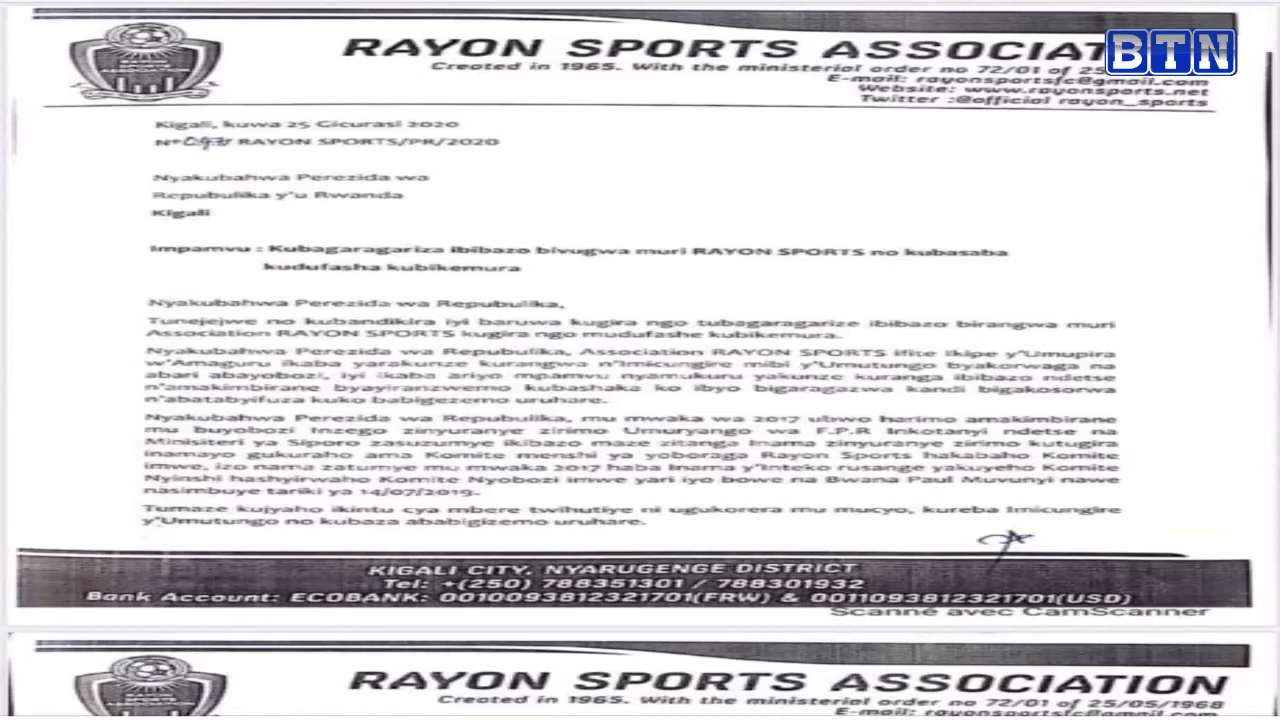 RAYON SPORTS ASSOCIAT
BTN
Created in 1965. With the ministerial order no 72/01 of 25
E-mail: rayonsportsfc@gmail.com
Website: www.rayonsports.net
Twitter :@official rayon_sports
RAYON
SPORTS
ASSOCIATION
Kigali, kuwa 25 Gicurasi 2020
N° RAYON SPORTS/PR/2020
Nyakubahwa Perezida wa
Repubulika y'u Rwanda
Kigali
Impamvu : Kubagaragariza ibibazo bivugwa muri RAYON SPORTS no kubasaba
kudufasha kubikemura
Nyakubahwa Perezida wa Repubulika,
Tunejejwe no kubandikira iyi baruwa kugira ngo tubagaragarize ibibazo birangwa muri
Association RAYON SPORTS kugira ngo mudufashe kubikemura.
Nyakubahwa Perezida wa Repubulika, Association RAYON SPORTS ifite Ikipe y'Umupira
w'Amaguru ikaba yarakunze kurangwa n'Imicungire mibi y'Umutungo byakorwaga na
abari abayobozi, iyi ikaba ariyo mpamvu nyamukuru yakunze kuranga ibibazo ndetse
n'amakimbirane byayiranzwemo kubashaka ko ibyo bigaragazwa kandi bigakosorwa
n'abatabyifuza kuko babigezemo uruhare.
Nyakubahwa Perezida wa Repubulika, mu mwaka wa 2017 ubwo harimo amakimbirane
mu buyobozi Inzego zinyuranye zirimo Umuryango wa F.P.R Inkotanyi ndetse na
Minisiteri ya Siporo zasuzumye ikibazo maze zitanga Inama zinyuranye zirimo kutugira
inamayo gukuraho ama Komite menshi ya yoboraga Rayon Sports hakabaho Komite
imwe, izo nama zatumye mu mwaka 2017 haba Inama y'Inteko rusange yakuyeho Komite
Nyinshi hashyirwaho Komite Nyobozi imwe yari iyo bowe na Bwana Paul Muvunyi nawe
nasimbuye tariki ya 14/07/2019.
Tumaze kujyaho ikintu cya mbere twihutiye ni ugukorera mu mucyo, kureba Imicungire
y'Umutungo no kubaza ababigizemo uruhare.
KIGALI CITY, NYARUGENGE DISTRICT
Tel: +(250) 788351301 / 788301932
Bank Account: ECOBANK: 0010093812321701(FRW) & 0011093812321701(USD)
Scanné avec CamScanner
RAYON SPORTS ASSOCIATION
Created in 1965. With the ministerial order no 72/01 of 25/05/1968
E-mail: rayonsportsfc@gmail.com
RAYON
SPORTS
ASSOCIATION